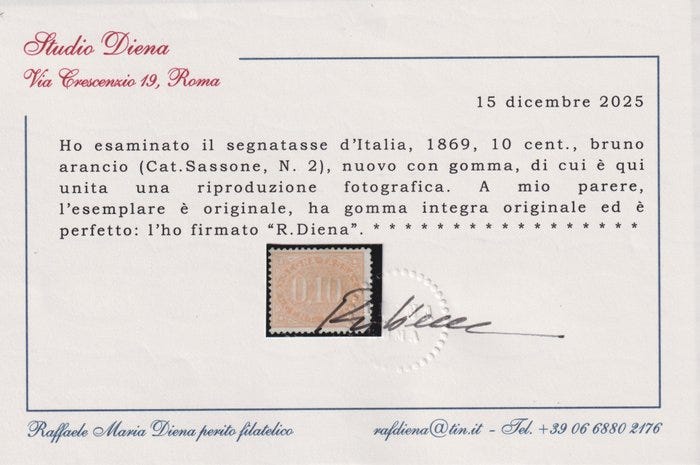 Studio Diena
Via Crescenzio 19, Roma
15 dicembre 2025
Ho esaminato il segnatasse d'Italia, 1869, 10 cent., bruno
arancio (Cat.Sassone, N. 2), nuovo con gomma, di cui è qui
unita una riproduzione fotografica. A mio parere,
l'esemplare è originale, ha gomma integra originale ed è
perfetto: l'ho firmato “R.Diena”. * * * * * * * * * * * * * * * * * *
0,10
Raffaele Maria Diena perito filatelico
rafdiena@tin.it - Tel. +39 06 6880 2176